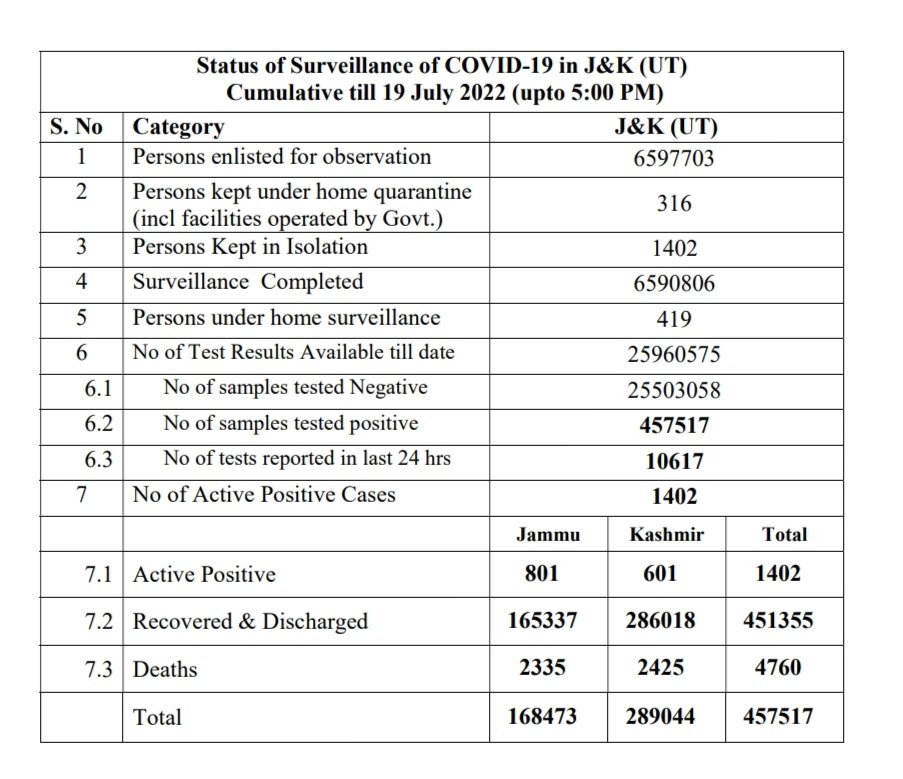 Status of Surveillance of COVID-19 in J&K (UT)
Cumulative till 19 July 2022 (upto 5:00 PM)
S. No Category J&K (UT)
1 Persons enlisted for observation 6597703
2 Persons kept under home quarantine
(incl facilities operated by Govt.) 316
3 Persons Kept in Isolation 1402
4 Surveillance Completed 6590806
5 Persons under home surveillance 419
6 No of Test Results Available till date 25960575
6.1 No of samples tested Negative 25503058
6.2 No of samples tested positive 457517
6.3 No of tests reported in last 24 hrs 10617
7 No of Active Positive Cases 1402
Jammu Kashmir Total
7.1 Active Positive 801 601 1402
7.2 Recovered & Discharged 165337 286018 451355
7.3 Deaths 2335 2425 4760
Total 168473 289044 457517